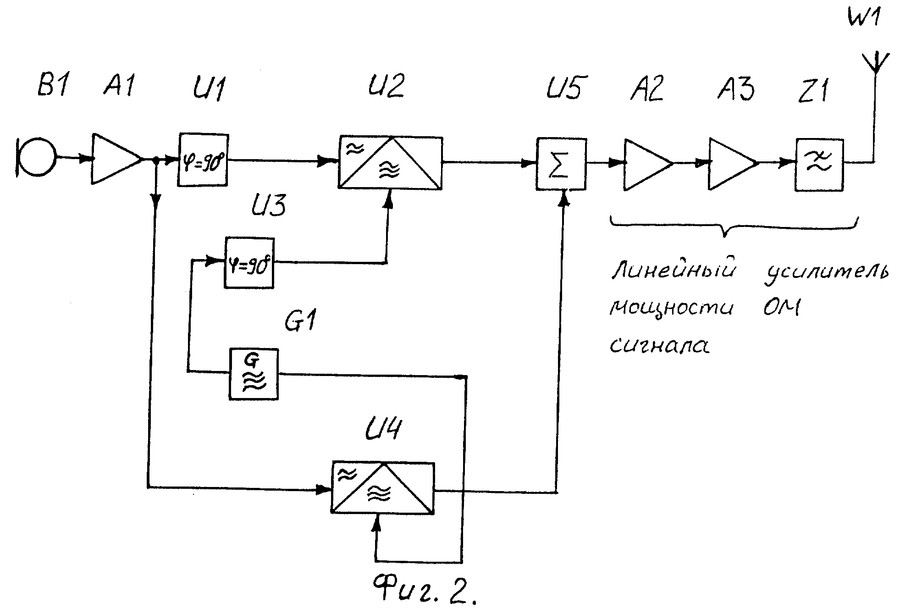 W1
B1 A1 U1 U2 U5 A2 A3 Z1
φ=90° Σ
U3
φ=90°
G1
G
Линейный усилитель
мощности ОМ
сигнала
U4
Фиг. 2.